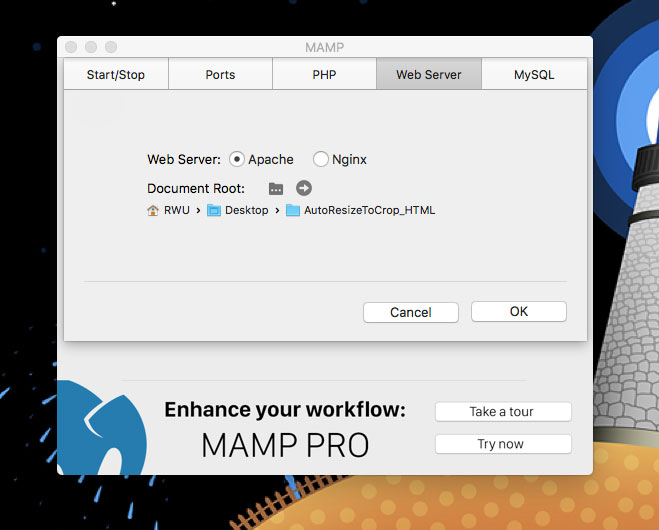 MAMP
Start/Stop Ports PHP Web Server MySQL
Web Server: Apache Nginx
Document Root:
RWU › Desktop › AutoResizeToCrop_HTML
Cancel OK
Enhance your workflow:
MAMP PRO
Take a tour
Try now